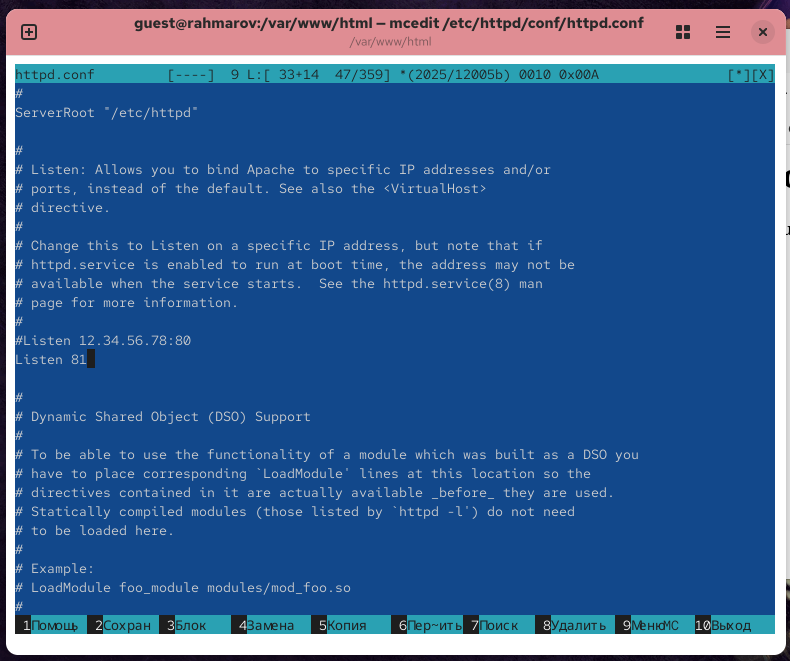 guest@rahmarov:/var/www/html — mcedit /etc/httpd/conf/httpd.conf
/var/www/html
httpd.conf [----] 9 L:[ 33+14 47/359] *(2025/12005b) 0010 0x00A [*][X]
#
ServerRoot "/etc/httpd"
#
# Listen: Allows you to bind Apache to specific IP addresses and/or
# ports, instead of the default. See also the <VirtualHost>
# directive.
#
# Change this to Listen on a specific IP address, but note that if
# httpd.service is enabled to run at boot time, the address may not be
# available when the service starts.  See the httpd.service(8) man
# page for more information.
#
#Listen 12.34.56.78:80
Listen 81
#
# Dynamic Shared Object (DSO) Support
#
# To be able to use the functionality of a module which was built as a DSO you
# have to place corresponding `LoadModule' lines at this location so the
# directives contained in it are actually available _before_ they are used.
# Statically compiled modules (those listed by `httpd -l') do not need
# to be loaded here.
#
# Example:
# LoadModule foo_module modules/mod_foo.so
#
1Помощь 2Сохран 3Блок 4Замена 5Копия 6Пер~ить 7Поиск 8Удалить 9МенюMC 10Выход